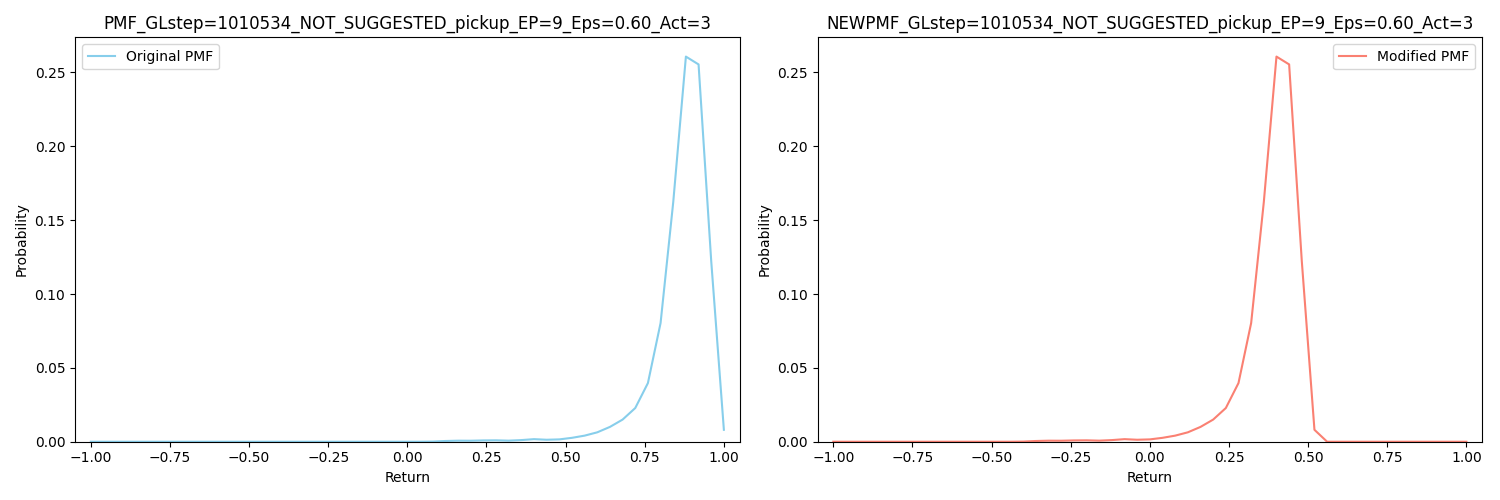 PMF_GLstep=1010534_NOT_SUGGESTED_pickup_EP=9_Eps=0.60_Act=3
Original PMF
Probability
0.25
0.20
0.15
0.10
0.05
0.00
−1.00 −0.75 −0.50 −0.25 0.00 0.25 0.50 0.75 1.00
Return
NEWPMF_GLstep=1010534_NOT_SUGGESTED_pickup_EP=9_Eps=0.60_Act=3
Modified PMF
Probability
0.25
0.20
0.15
0.10
0.05
0.00
−1.00 −0.75 −0.50 −0.25 0.00 0.25 0.50 0.75 1.00
Return